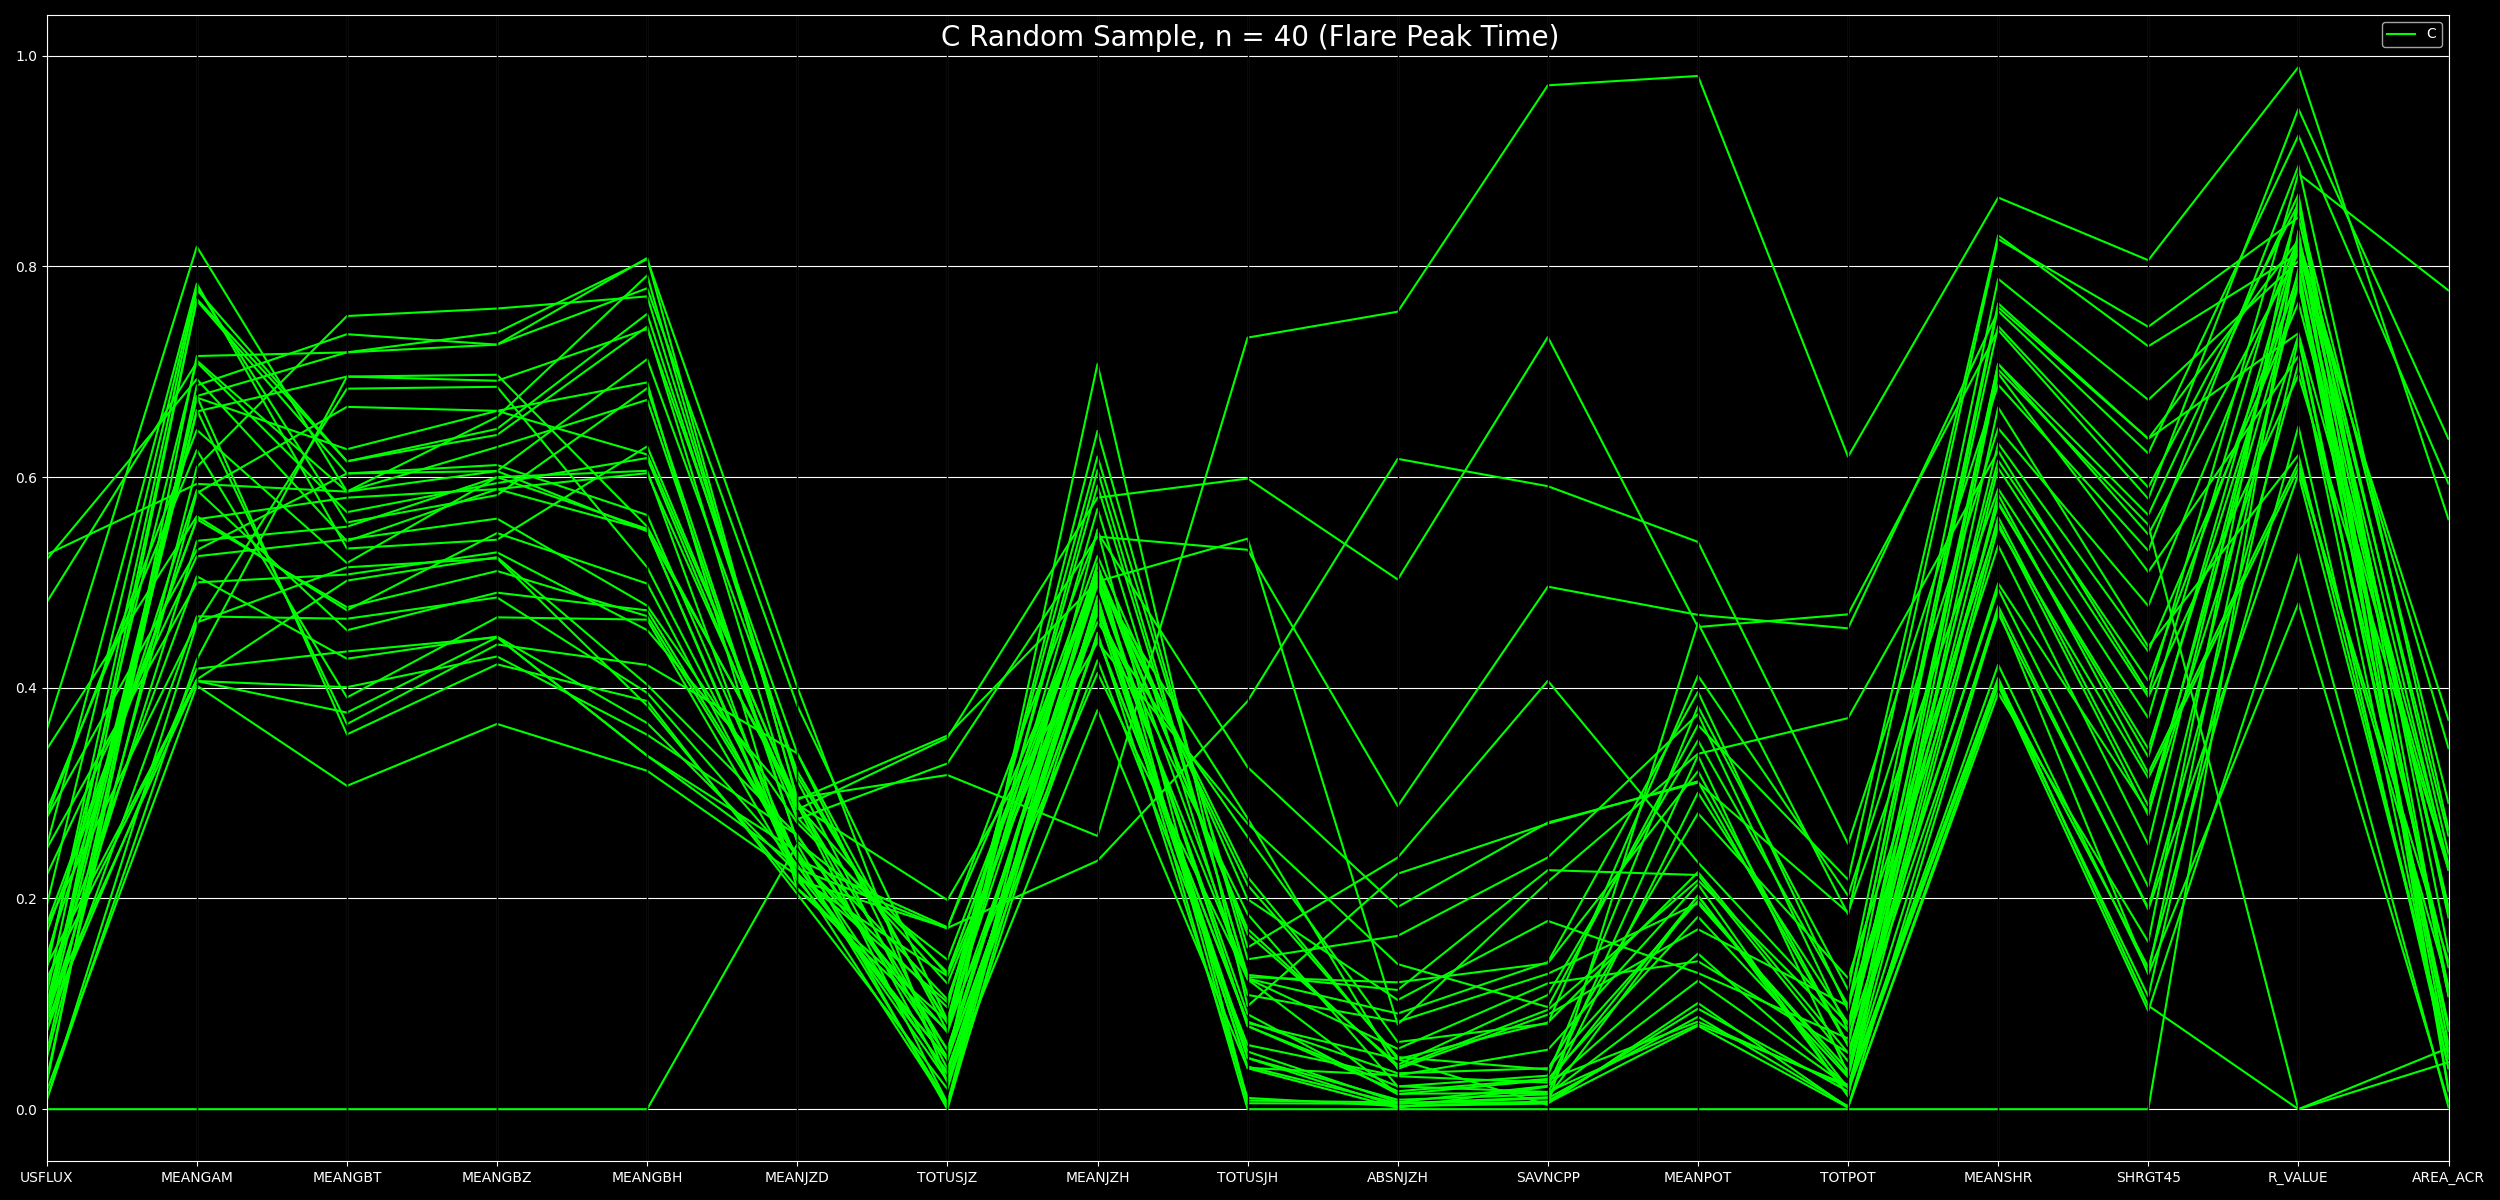 C Random Sample, n = 40 (Flare Peak Time)
C
1.0
0.8
0.6
0.4
0.2
0.0
USFLUX MEANGAM MEANGBT MEANGBZ MEANGBH MEANJZD TOTUSJZ MEANJZH TOTUSJH ABSNJZH SAVNCPP MEANPOT TOTPOT MEANSHR SHRGT45 R_VALUE AREA_ACR